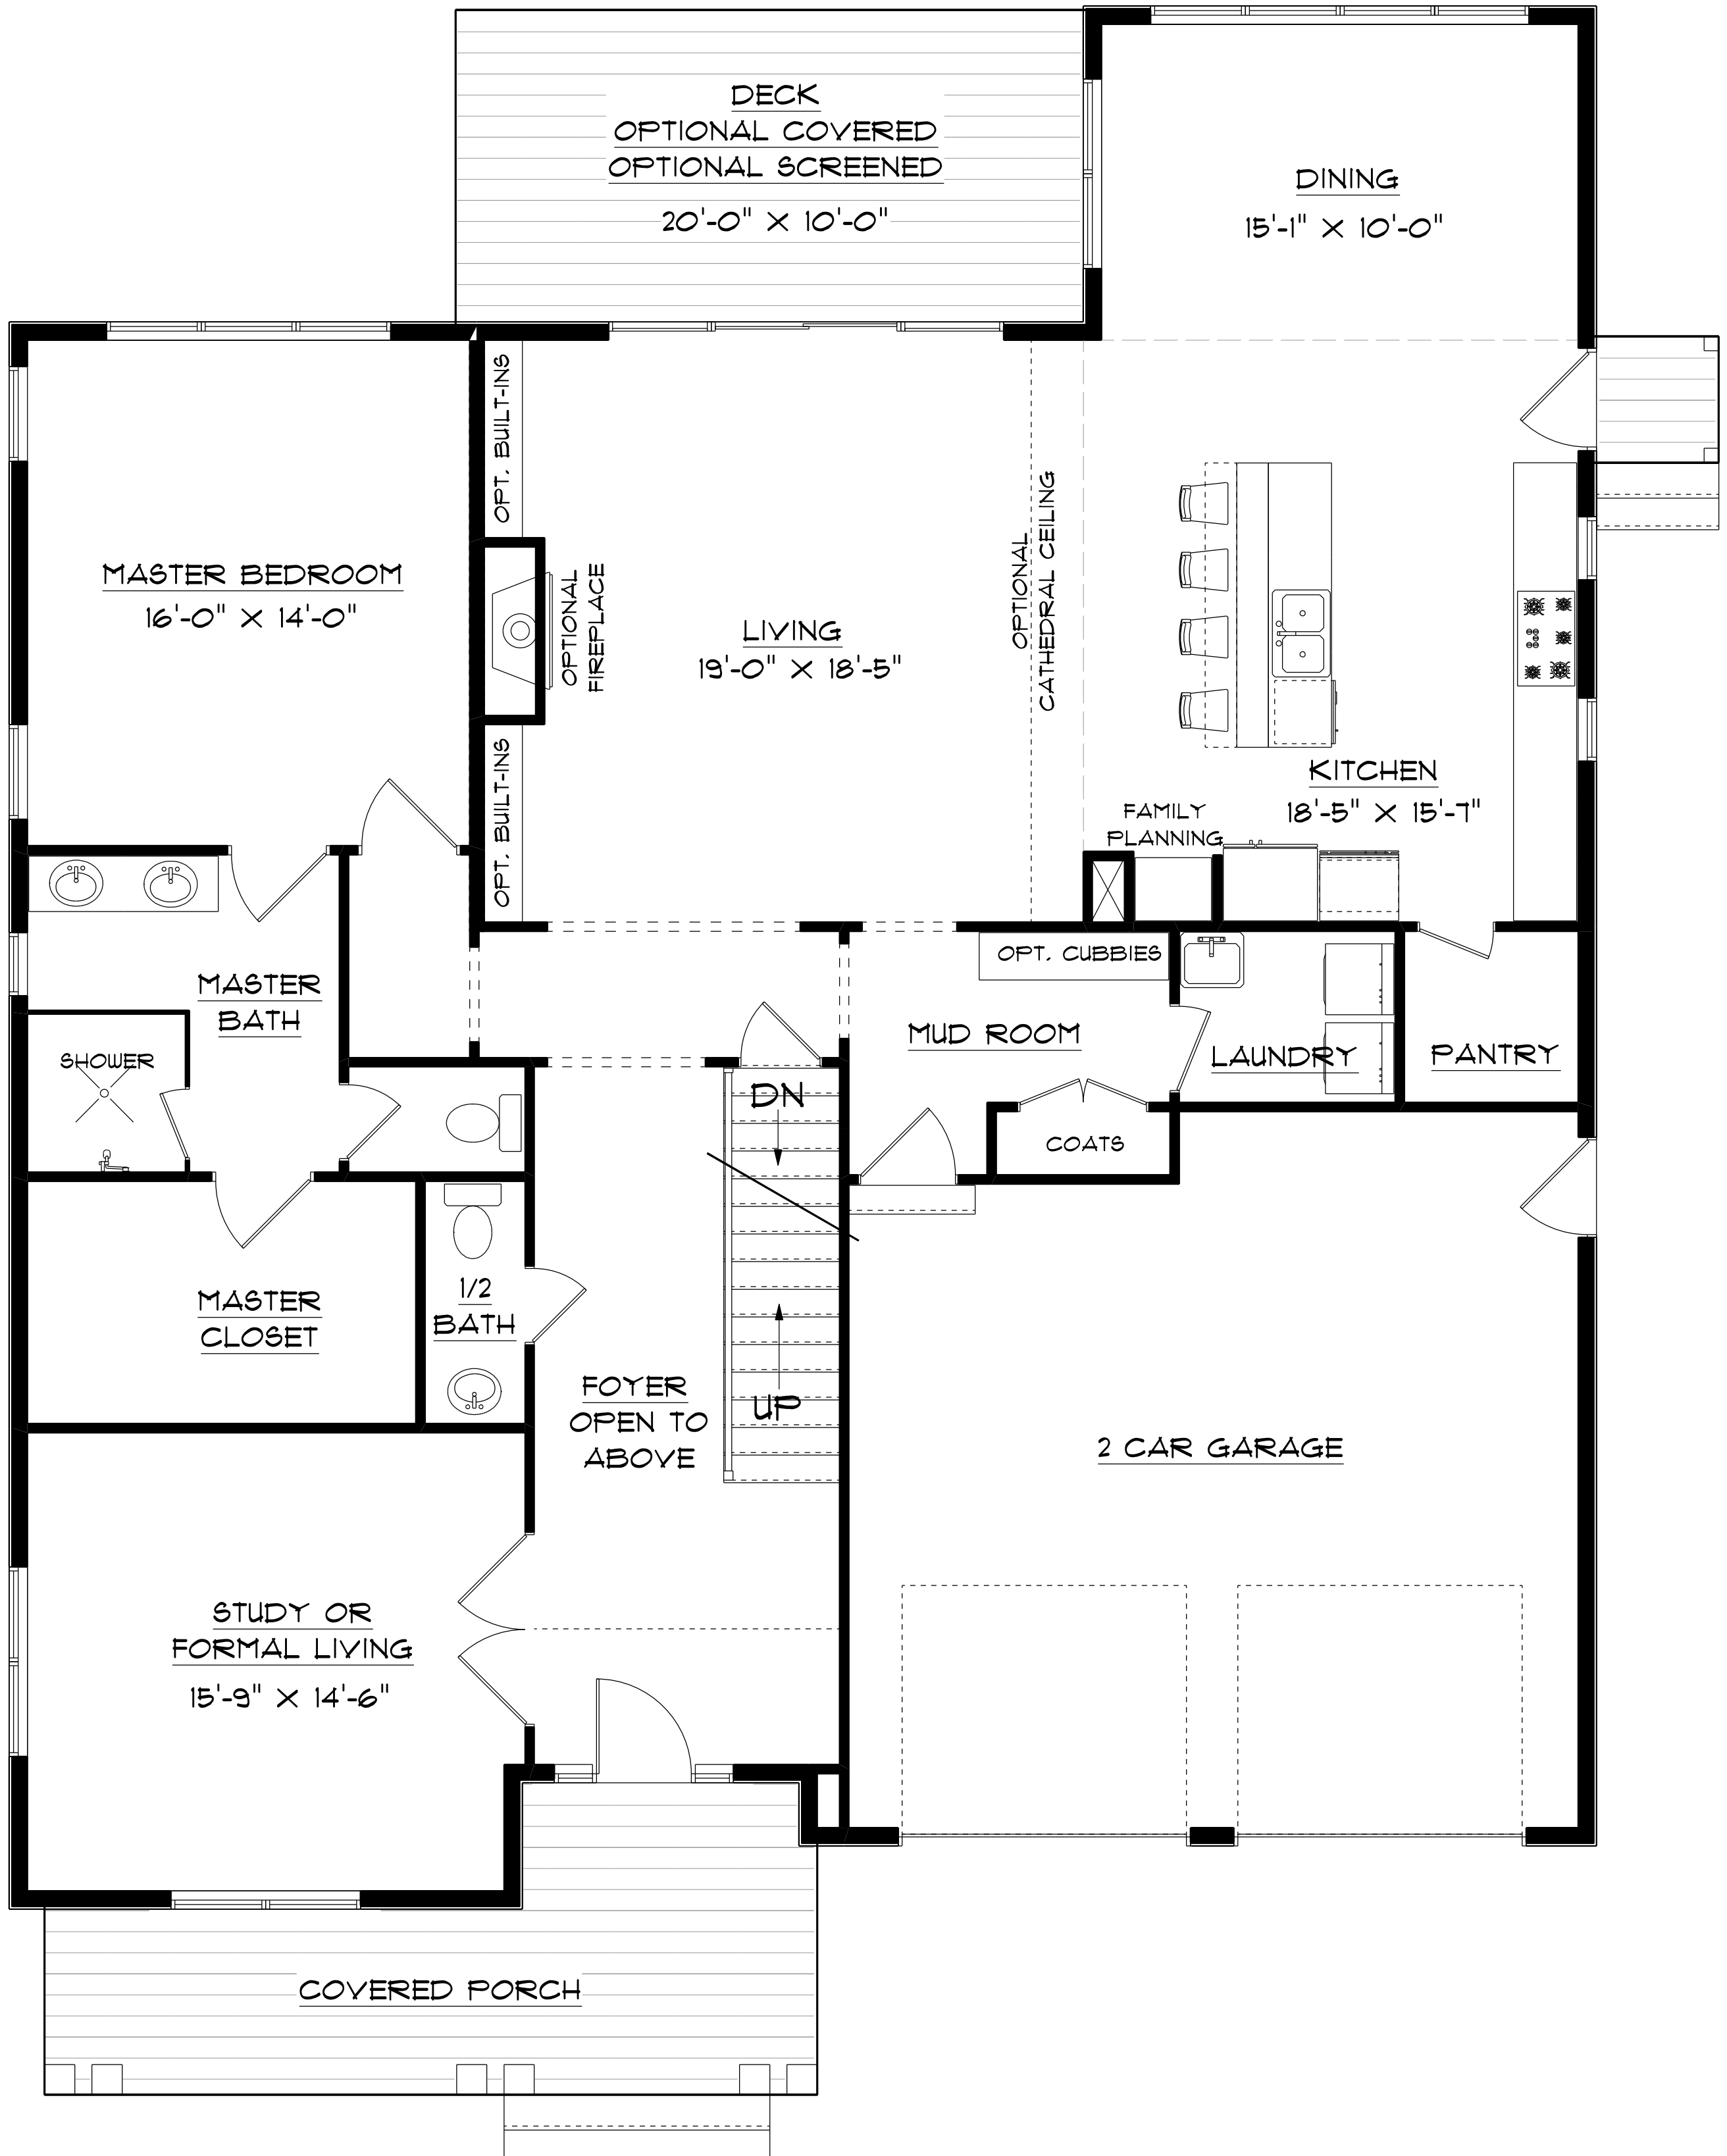 DECK
OPTIONAL COVERED
OPTIONAL SCREENED
20'-0" X 10'-0"
DINING
15'-1" X 10'-0"
OPT. BUILT-INS
MASTER BEDROOM
16'-0" X 14'-0"
OPTIONAL
FIREPLACE
LIVING
19'-0" X 18'-5"
OPTIONAL
CATHEDRAL CEILING
KITCHEN
18'-5" X 15'-7"
FAMILY
PLANNING
OPT. BUILT-INS
MASTER
BATH
SHOWER
OPT. CUBBIES
MUD ROOM
LAUNDRY
PANTRY
DN
COATS
MASTER
CLOSET
1/2
BATH
FOYER
OPEN TO
ABOVE
UP
2 CAR GARAGE
STUDY OR
FORMAL LIVING
15'-9" X 14'-6"
COVERED PORCH